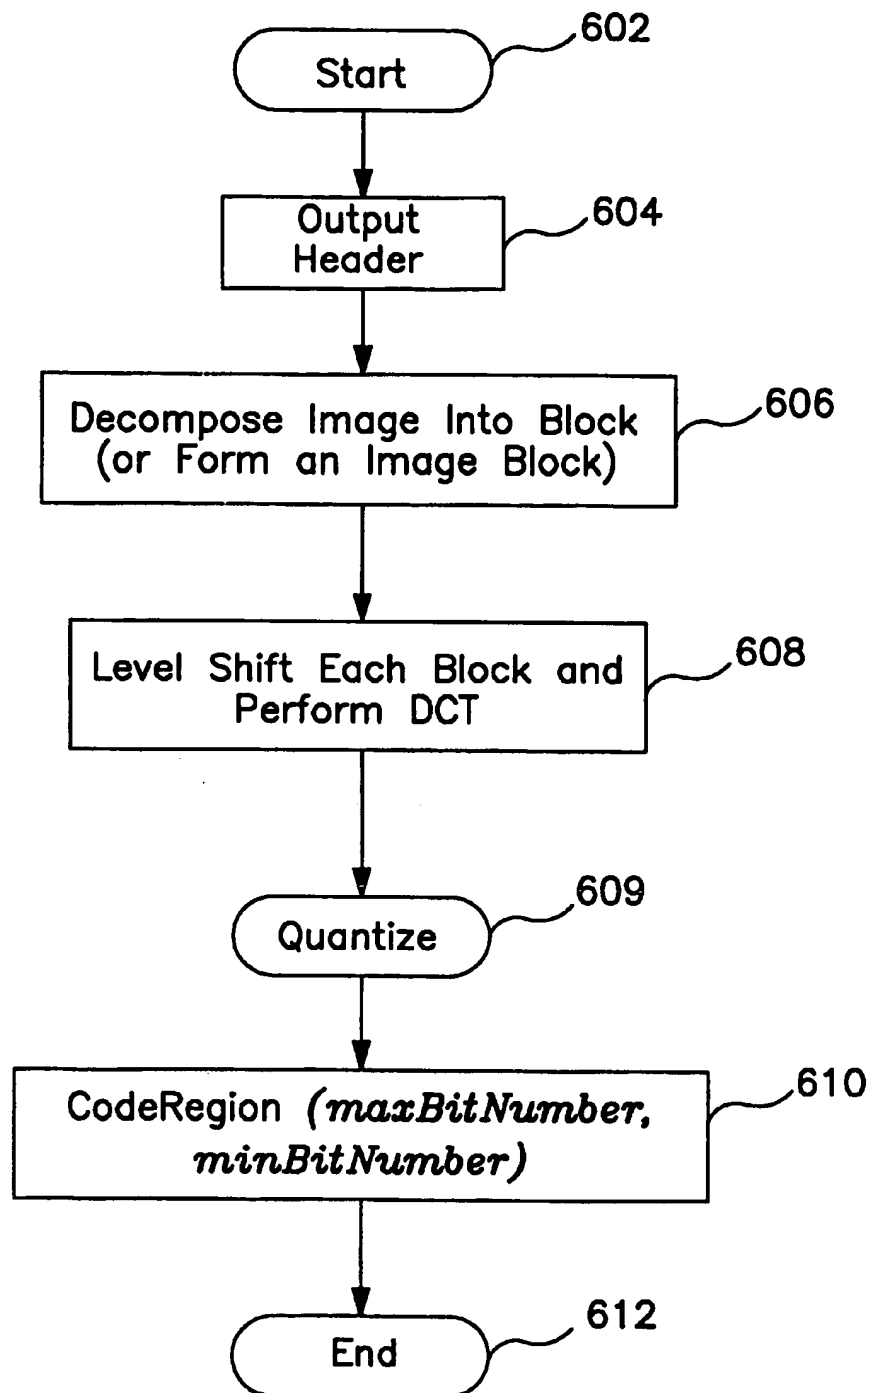 602
Start
604
Output
Header
606
Decompose Image Into Block
(or Form an Image Block)
608
Level Shift Each Block and
Perform DCT
609
Quantize
610
CodeRegion (maxBitNumber,
minBitNumber)
612
End